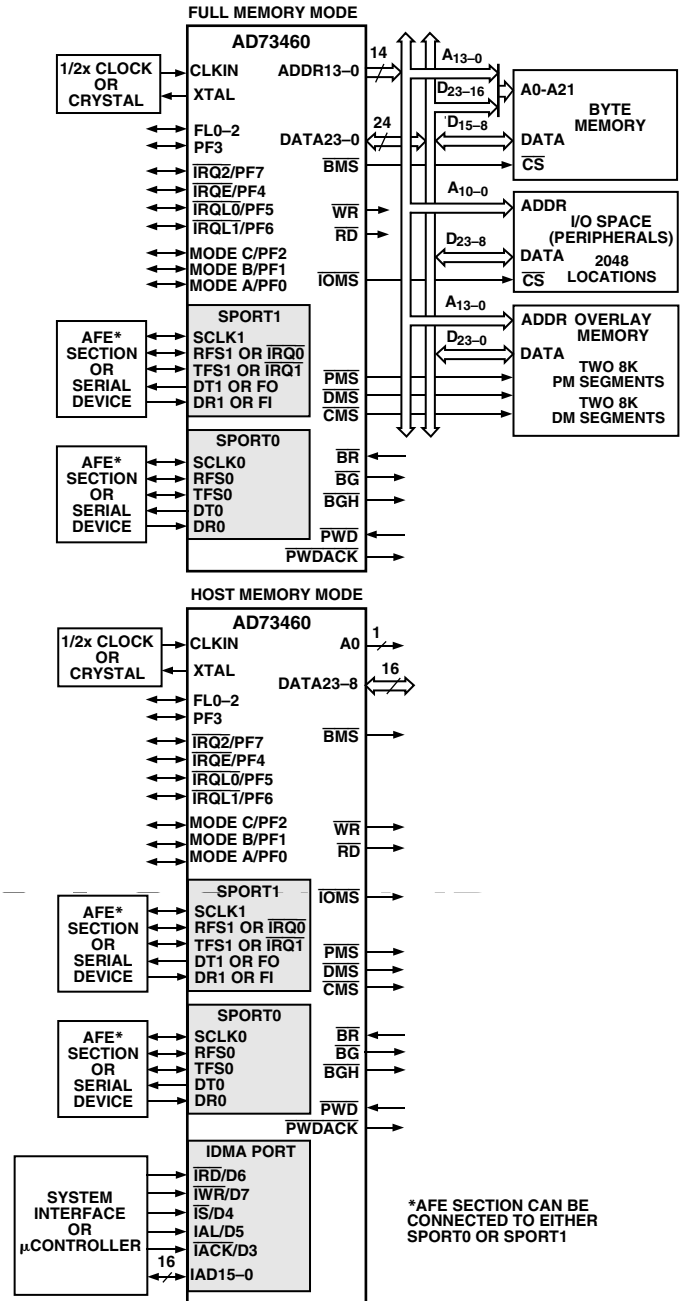 FULL MEMORY MODE
AD73460
1/2x CLOCK
OR
CRYSTAL
CLKIN
XTAL
FL0–2
PF3
IRQ2/PF7
IRQE/PF4
IRQL0/PF5
IRQL1/PF6
MODE C/PF2
MODE B/PF1
MODE A/PF0
SPORT1
SCLK1
RFS1 OR IRQ0
TFS1 OR IRQ1
DT1 OR FO
DR1 OR FI
AFE*
SECTION
OR
SERIAL
DEVICE
SPORT0
SCLK0
RFS0
TFS0
DT0
DR0
AFE*
SECTION
OR
SERIAL
DEVICE
ADDR13–0
14
DATA23–0
24
BMS
WR
RD
IOMS
PMS
DMS
CMS
BR
BG
BGH
PWD
PWDACK
A13–0
D23–16
D15–8
A0-A21
BYTE
MEMORY
DATA
CS
A10–0
D23–8
ADDR
I/O SPACE
(PERIPHERALS)
DATA
2048
LOCATIONS
CS
A13–0
D23–0
ADDR OVERLAY
MEMORY
DATA
TWO 8K
PM SEGMENTS
TWO 8K
DM SEGMENTS
HOST MEMORY MODE
AD73460
1/2x CLOCK
OR
CRYSTAL
CLKIN
XTAL
FL0–2
PF3
IRQ2/PF7
IRQE/PF4
IRQL0/PF5
IRQL1/PF6
MODE C/PF2
MODE B/PF1
MODE A/PF0
SPORT1
SCLK1
RFS1 OR IRQ0
TFS1 OR IRQ1
DT1 OR FO
DR1 OR FI
AFE*
SECTION
OR
SERIAL
DEVICE
SPORT0
SCLK0
RFS0
TFS0
DT0
DR0
AFE*
SECTION
OR
SERIAL
DEVICE
IDMA PORT
IRD/D6
IWR/D7
IS/D4
IAL/D5
IACK/D3
IAD15–0
16
SYSTEM
INTERFACE
OR
µCONTROLLER
A0
1
DATA23–8
16
BMS
WR
RD
IOMS
PMS
DMS
CMS
BR
BG
BGH
PWD
PWDACK
*AFE SECTION CAN BE
CONNECTED TO EITHER
SPORT0 OR SPORT1